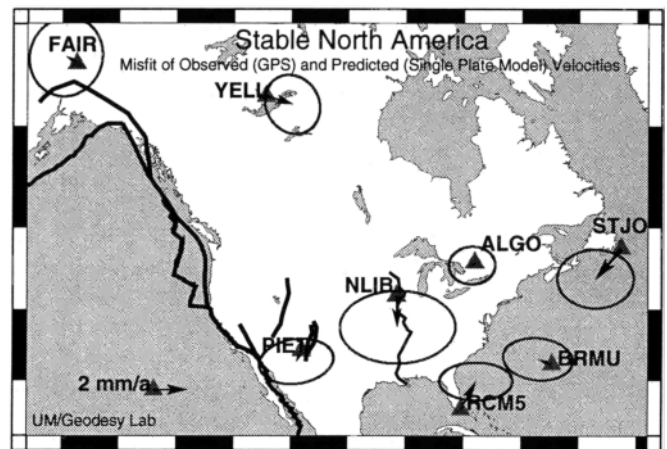 Stable North America
Misfit of Observed (GPS) and Predicted (Single Plate Model) Velocities
FAIR
YELL
STJO
ALGO
NLIB
PIET
BRMU
2 mm/a
RCM5
UM/Geodesy Lab